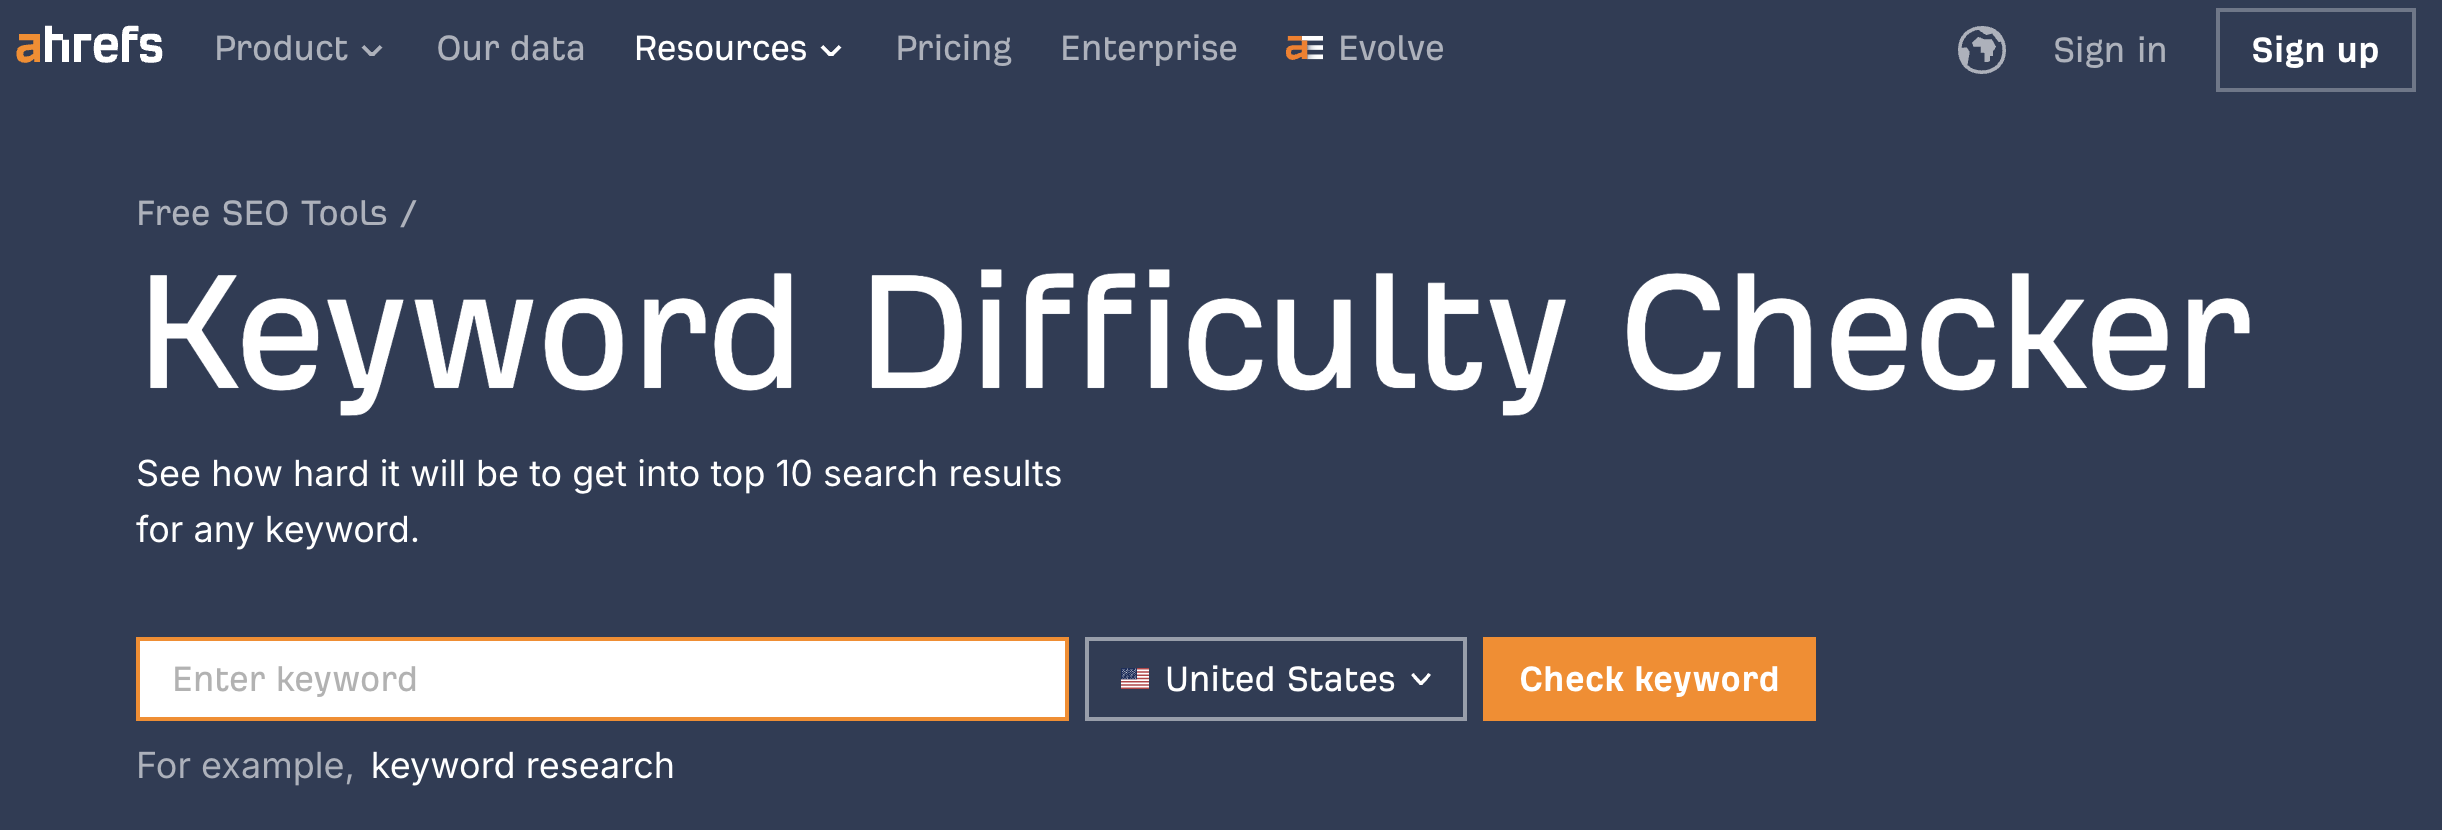 ahrefs Product Our data Resources Pricing Enterprise Evolve Sign in Sign up
Free SEO Tools /
Keyword Difficulty Checker
See how hard it will be to get into top 10 search results
for any keyword.
Enter keyword United States Check keyword
For example, keyword research